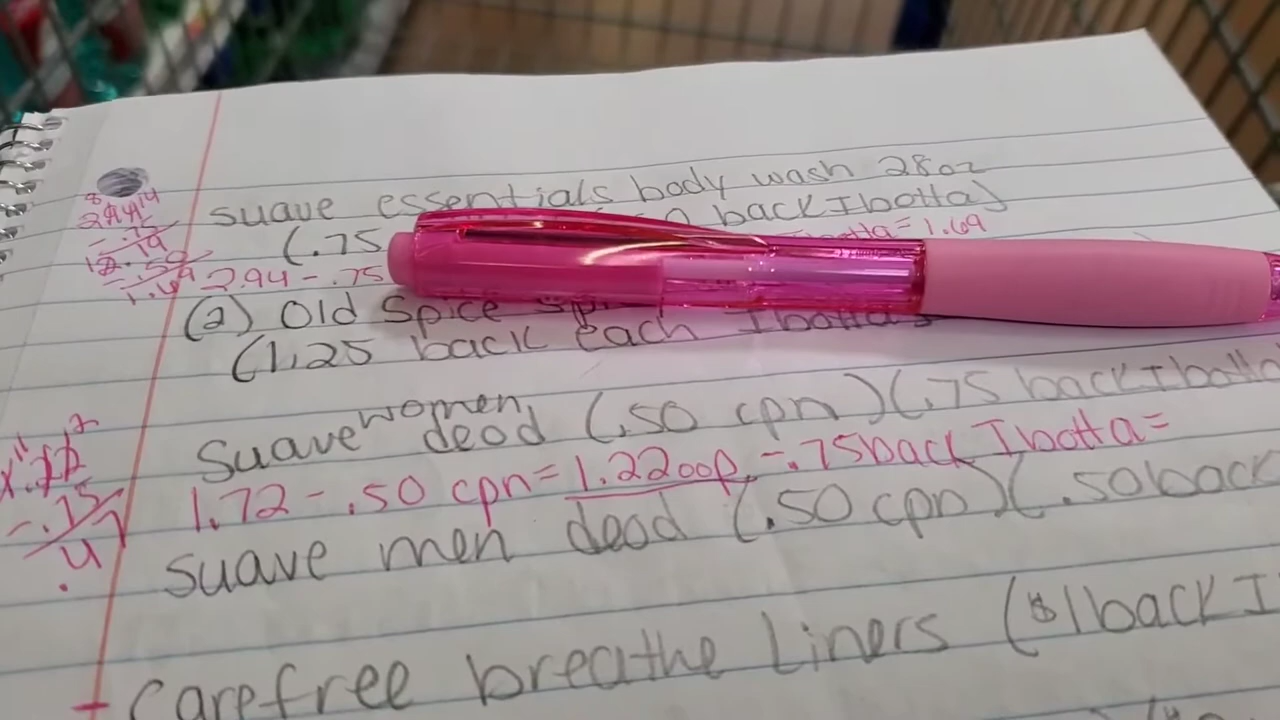 suave essentials body wash 28oz
(.75 back Ibotta)
= 1.69
2.94 - .75
(2) Old Spice
(1.25 back each Ibotta
suave women deod (.50 cpn) (.75 back Ibotta
1.72 - .50 cpn = 1.22 oop - .75 back Ibotta =
suave men deod (.50 cpn) (.50 back
Carefree breathe Liners ($1 back I